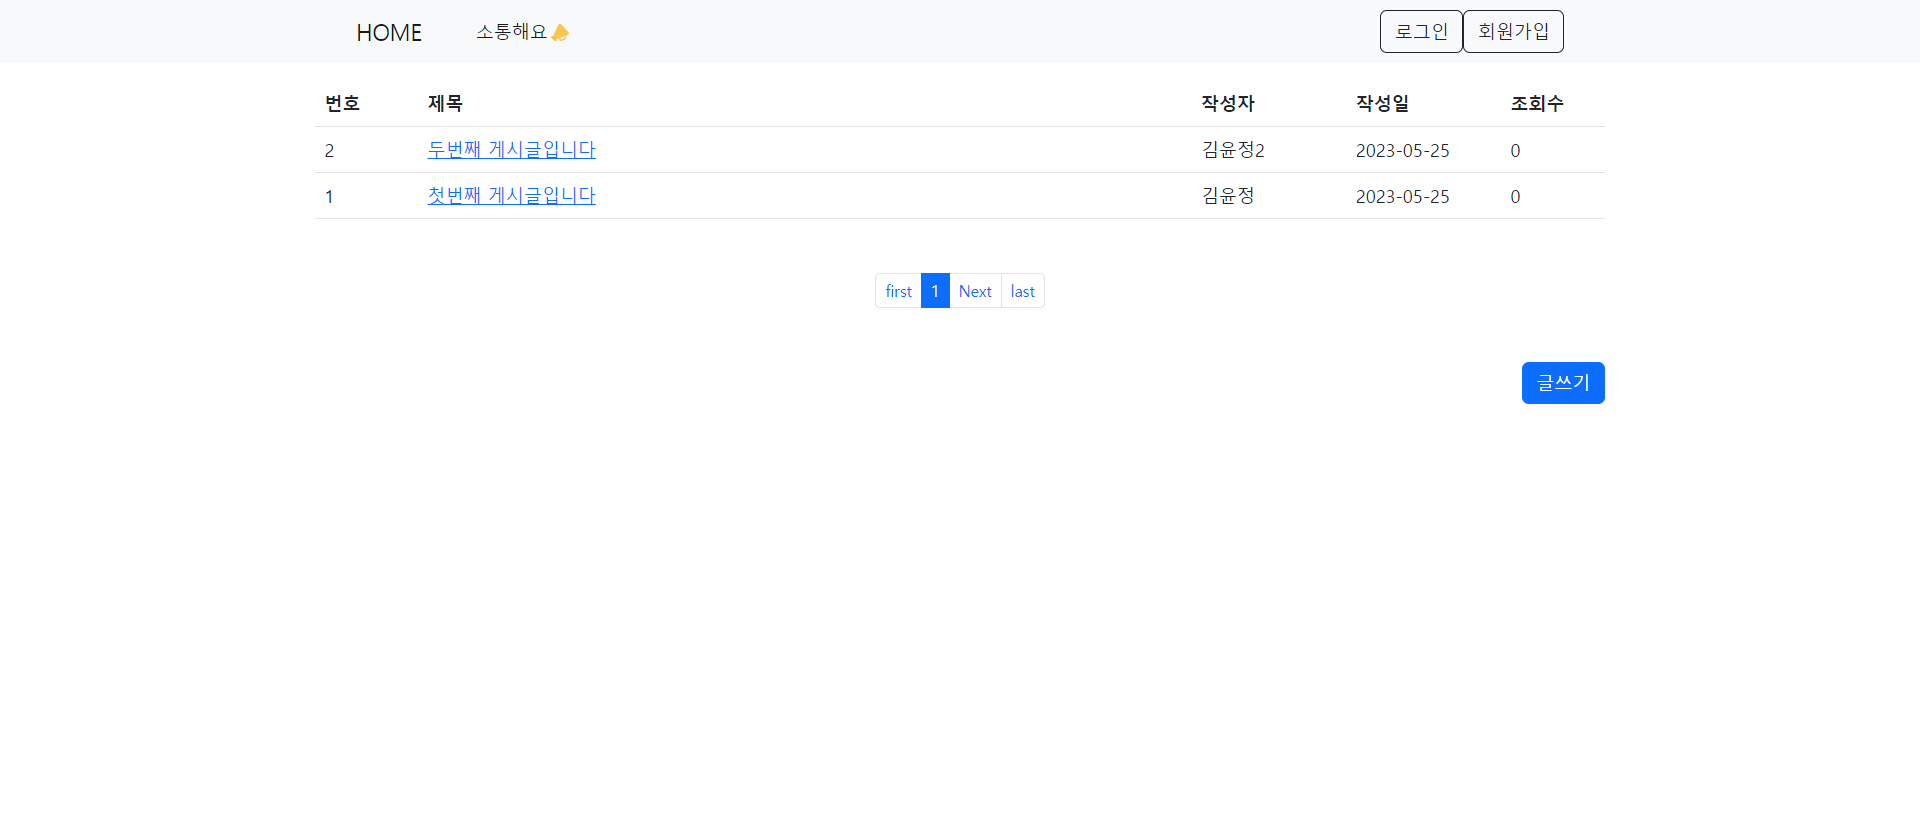 HOME 소통해요📣 로그인 회원가입
번호 제목 작성자 작성일 조회수
2 두번째 게시글입니다 김윤정2 2023-05-25 0
1 첫번째 게시글입니다 김윤정 2023-05-25 0
first 1 Next last
글쓰기